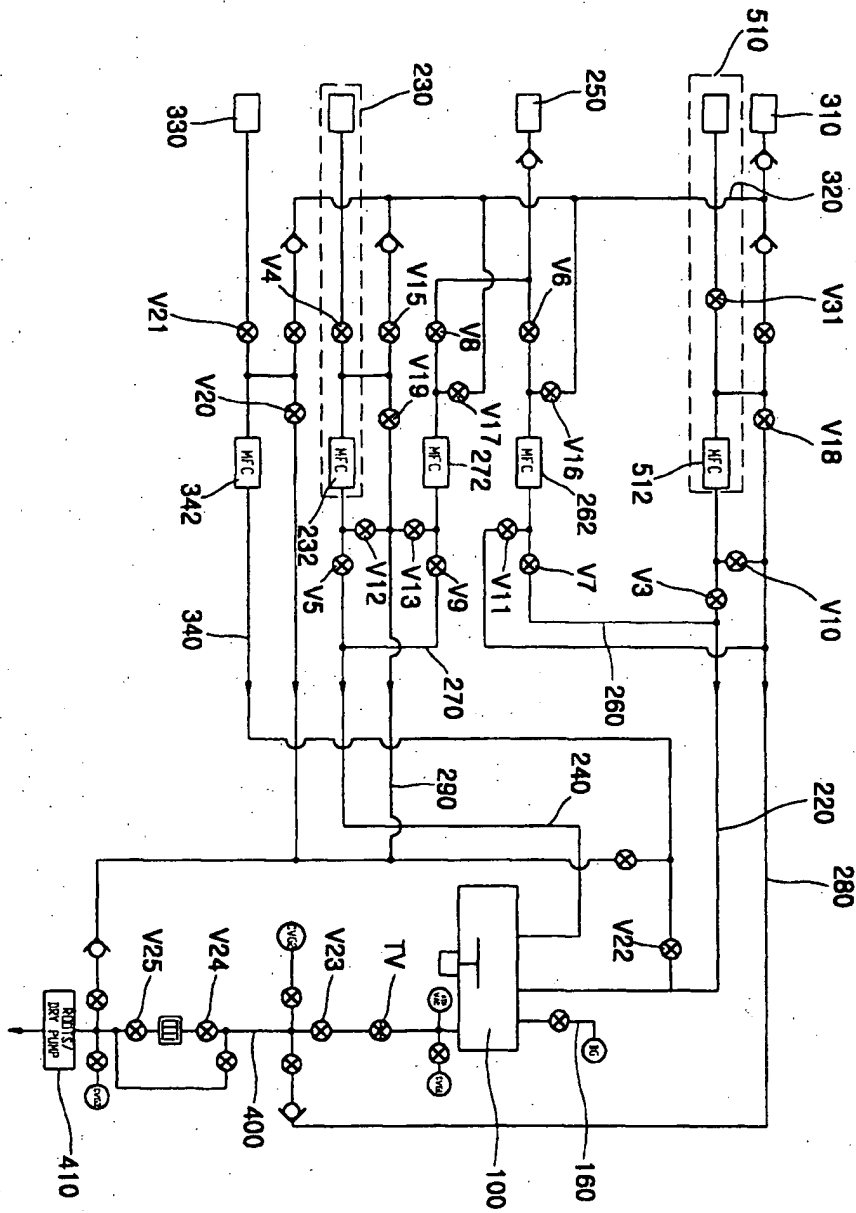 510
310
320
V31
V18
MFC
512
V10
V3
220
280
250
V6
V16
MFC
262
V7
V11
260
V8
V17
MFC
272
V9
V13
270
230
V15
V4
V19
MFC
232
V12
V5
290
240
330
V21
V20
MFC
342
340
V22
BG
160
100
TV
V23
400
V24
V25
ROOTS/
DRY PUMP
410